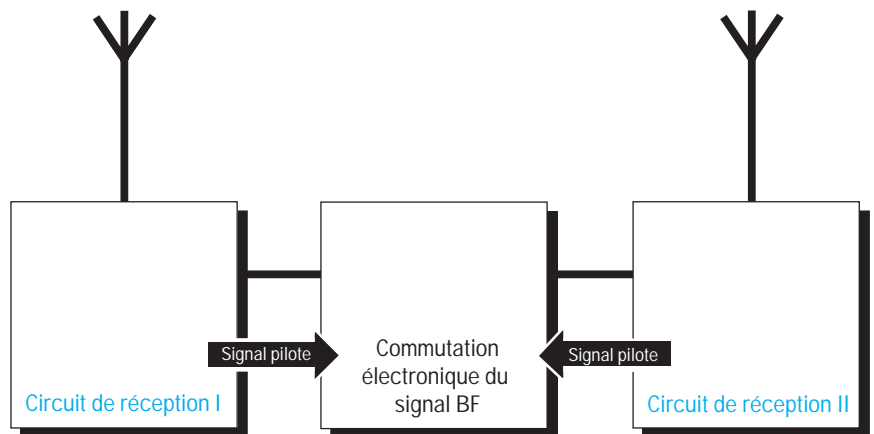 Signal pilote
Commutation
électronique du
signal BF
Signal pilote
Circuit de réception I
Circuit de réception II